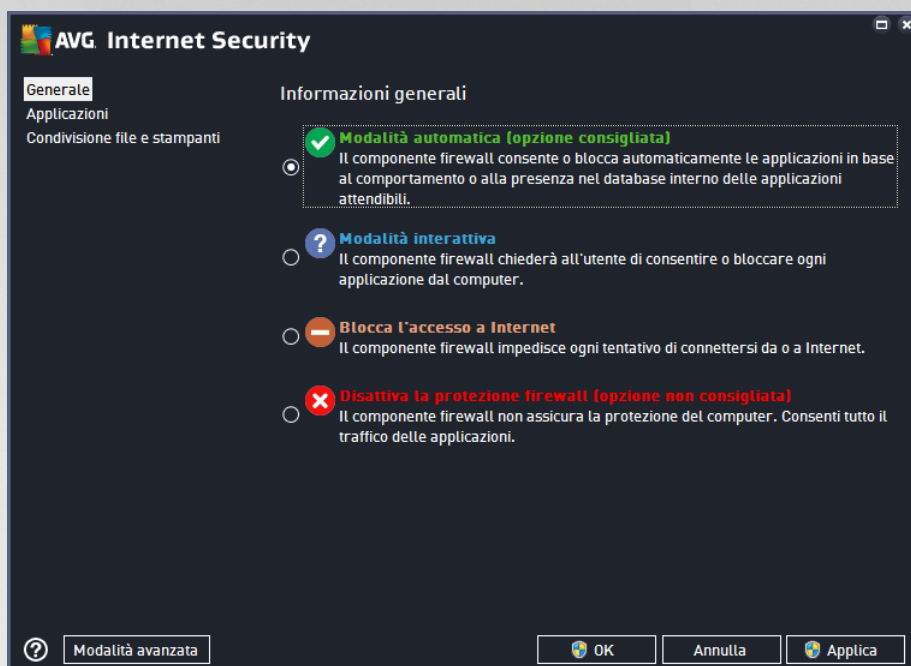 AVG. Internet Security
Generale
Applicazioni
Condivisione file e stampanti
Informazioni generali
Modalità automatica (opzione consigliata)
Il componente firewall consente o blocca automaticamente le applicazioni in base
al comportamento o alla presenza nel database interno delle applicazioni
attendibili.
Modalità interattiva
Il componente firewall chiederà all'utente di consentire o bloccare ogni
applicazione dal computer.
Blocca l'accesso a Internet
Il componente firewall impedisce ogni tentativo di connettersi da o a Internet.
Disattiva la protezione firewall (opzione non consigliata)
Il componente firewall non assicura la protezione del computer. Consenti tutto il
traffico delle applicazioni.
Modalità avanzata
OK
Annulla
Applica